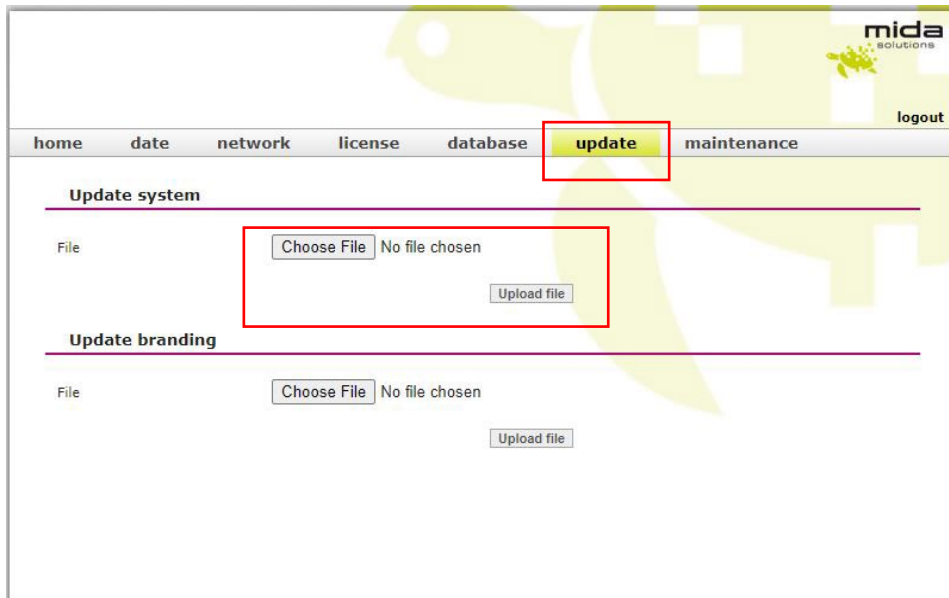 mida
solutions
logout
home date network license database update maintenance
Update system
File Choose File No file chosen
Upload file
Update branding
File Choose File No file chosen
Upload file